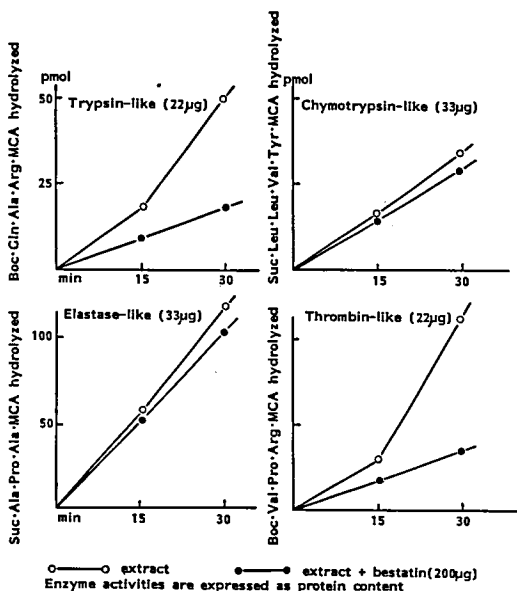 pmol
50
25
Trypsin-like (22µg)
Boc·Gln·Ala·Arg·MCA hydrolyzed
min
15
30
pmol
Chymotrypsin-like (33µg)
Suc·Leu·Leu·Val·Tyr·MCA hydrolyzed
15
30
Elastase-like (33µg)
100
50
Suc·Ala·Pro·Ala·MCA hydrolyzed
min
15
30
Thrombin-like (22µg)
Boc·Val·Pro·Arg·MCA hydrolyzed
15
30
extract
extract + bestatin(200µg)
Enzyme activities are expressed as protein content